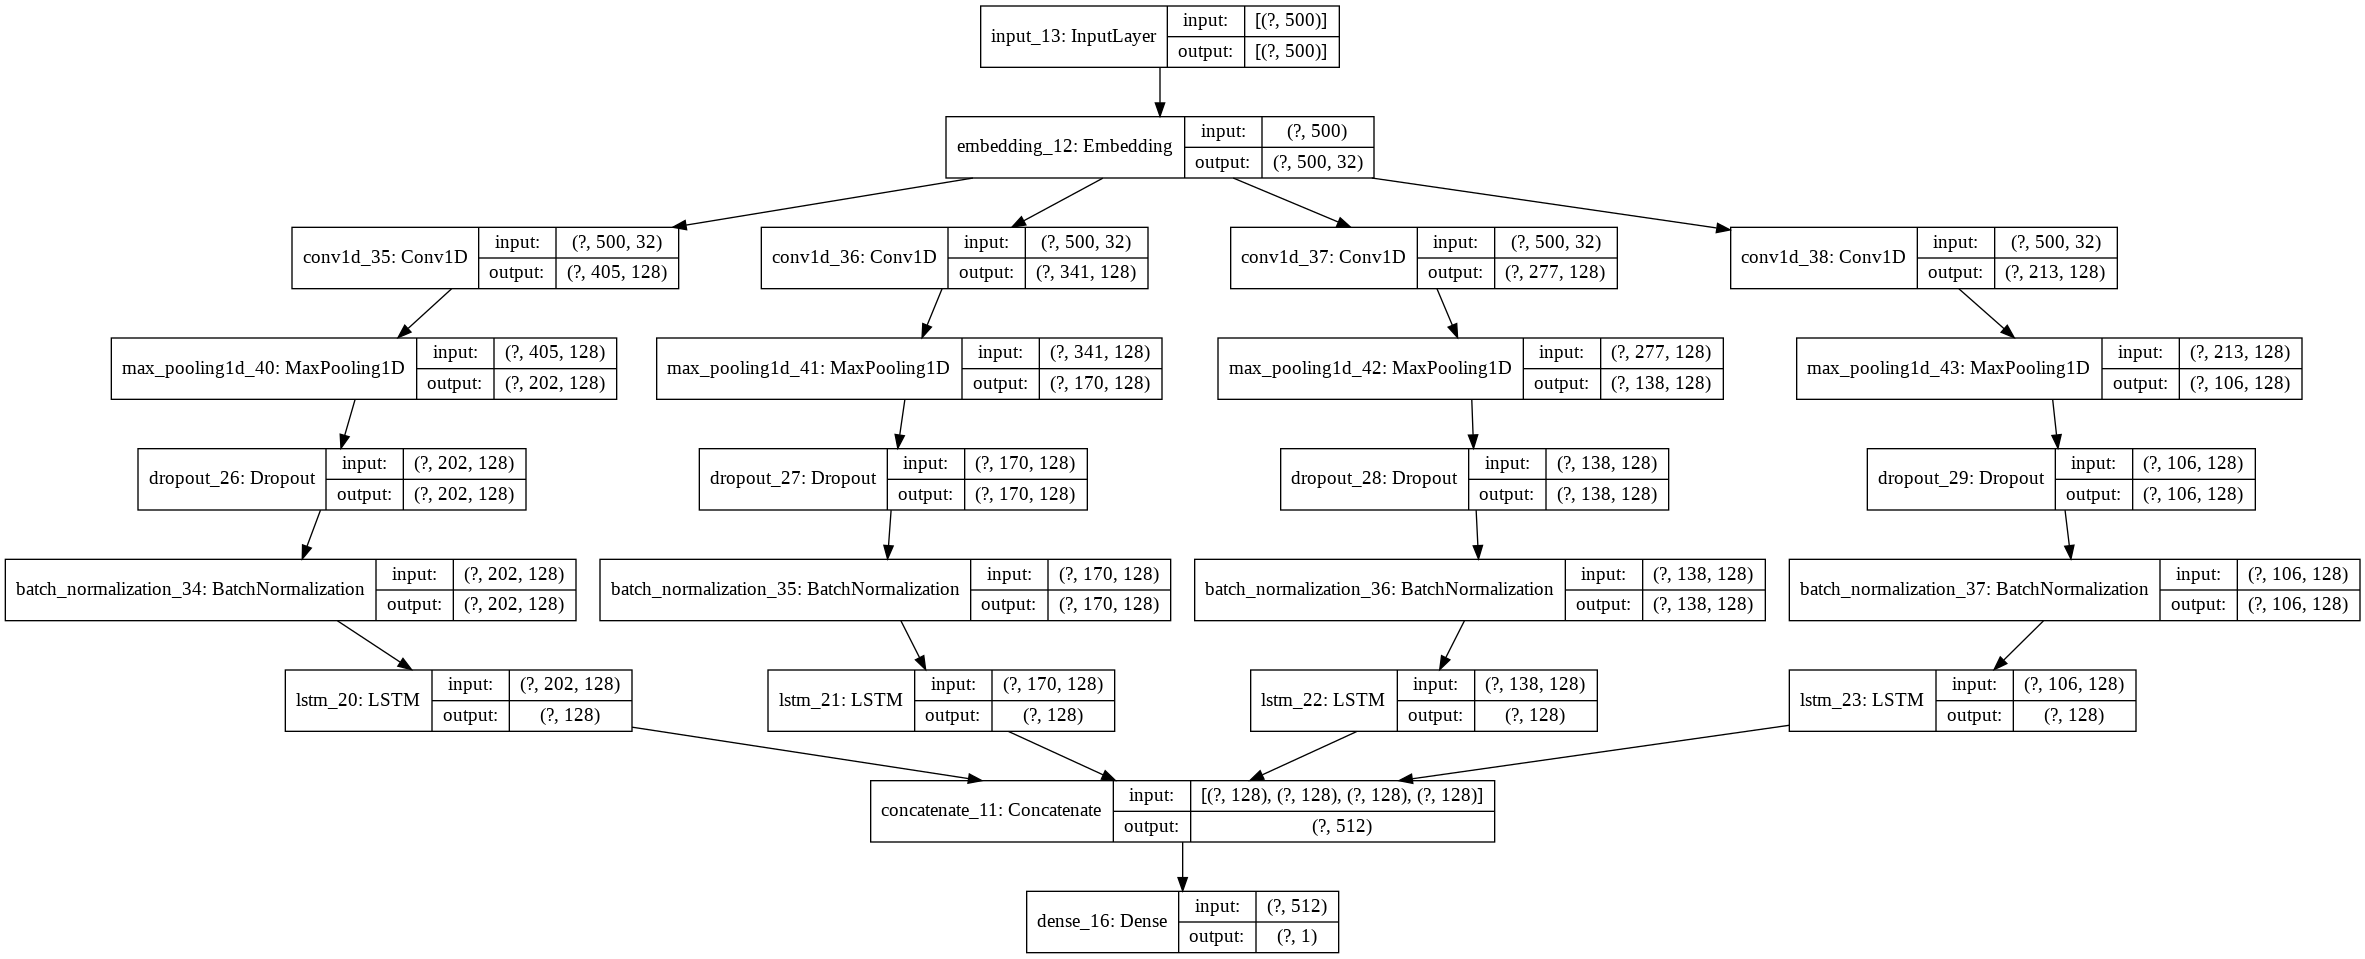 input_13: InputLayer
input: [(?, 500)]
output: [(?, 500)]
embedding_12: Embedding
input: (?, 500)
output: (?, 500, 32)
conv1d_35: Conv1D
input: (?, 500, 32)
output: (?, 405, 128)
conv1d_36: Conv1D
input: (?, 500, 32)
output: (?, 341, 128)
conv1d_37: Conv1D
input: (?, 500, 32)
output: (?, 277, 128)
conv1d_38: Conv1D
input: (?, 500, 32)
output: (?, 213, 128)
max_pooling1d_40: MaxPooling1D
input: (?, 405, 128)
output: (?, 202, 128)
max_pooling1d_41: MaxPooling1D
input: (?, 341, 128)
output: (?, 170, 128)
max_pooling1d_42: MaxPooling1D
input: (?, 277, 128)
output: (?, 138, 128)
max_pooling1d_43: MaxPooling1D
input: (?, 213, 128)
output: (?, 106, 128)
dropout_26: Dropout
input: (?, 202, 128)
output: (?, 202, 128)
dropout_27: Dropout
input: (?, 170, 128)
output: (?, 170, 128)
dropout_28: Dropout
input: (?, 138, 128)
output: (?, 138, 128)
dropout_29: Dropout
input: (?, 106, 128)
output: (?, 106, 128)
batch_normalization_34: BatchNormalization
input: (?, 202, 128)
output: (?, 202, 128)
batch_normalization_35: BatchNormalization
input: (?, 170, 128)
output: (?, 170, 128)
batch_normalization_36: BatchNormalization
input: (?, 138, 128)
output: (?, 138, 128)
batch_normalization_37: BatchNormalization
input: (?, 106, 128)
output: (?, 106, 128)
lstm_20: LSTM
input: (?, 202, 128)
output: (?, 128)
lstm_21: LSTM
input: (?, 170, 128)
output: (?, 128)
lstm_22: LSTM
input: (?, 138, 128)
output: (?, 128)
lstm_23: LSTM
input: (?, 106, 128)
output: (?, 128)
concatenate_11: Concatenate
input: [(?, 128), (?, 128), (?, 128), (?, 128)]
output: (?, 512)
dense_16: Dense
input: (?, 512)
output: (?, 1)